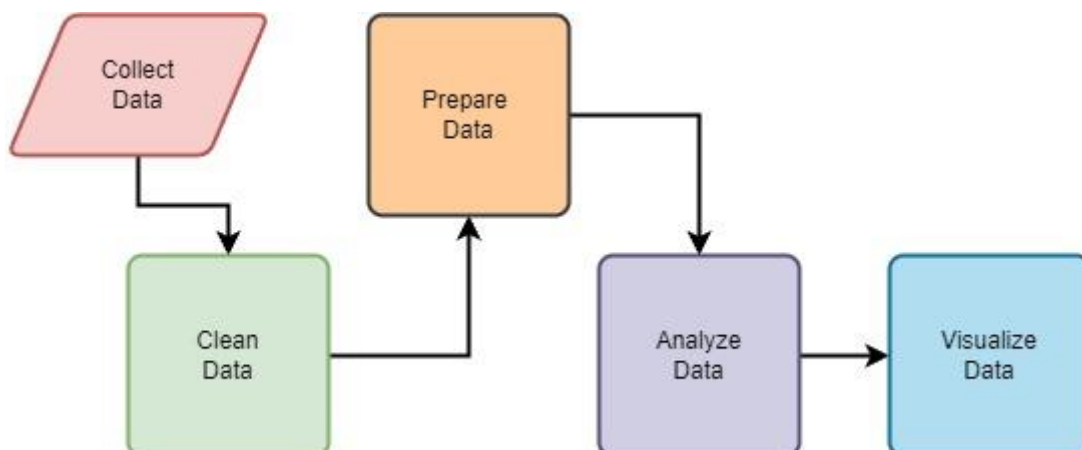 Collect
Data
Clean
Data
Prepare
Data
Analyze
Data
Visualize
Data